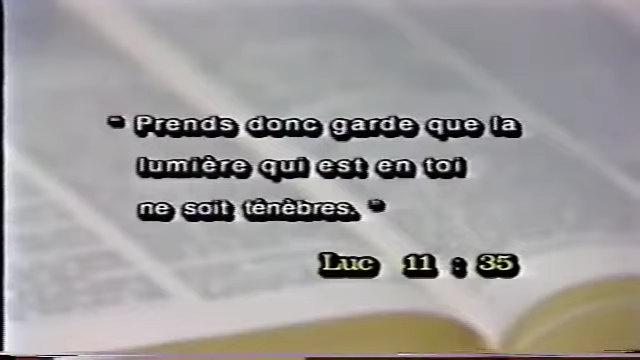 " Prends donc garde que la
lumière qui est en toi
ne soit ténèbres. "
Luc 11 : 35